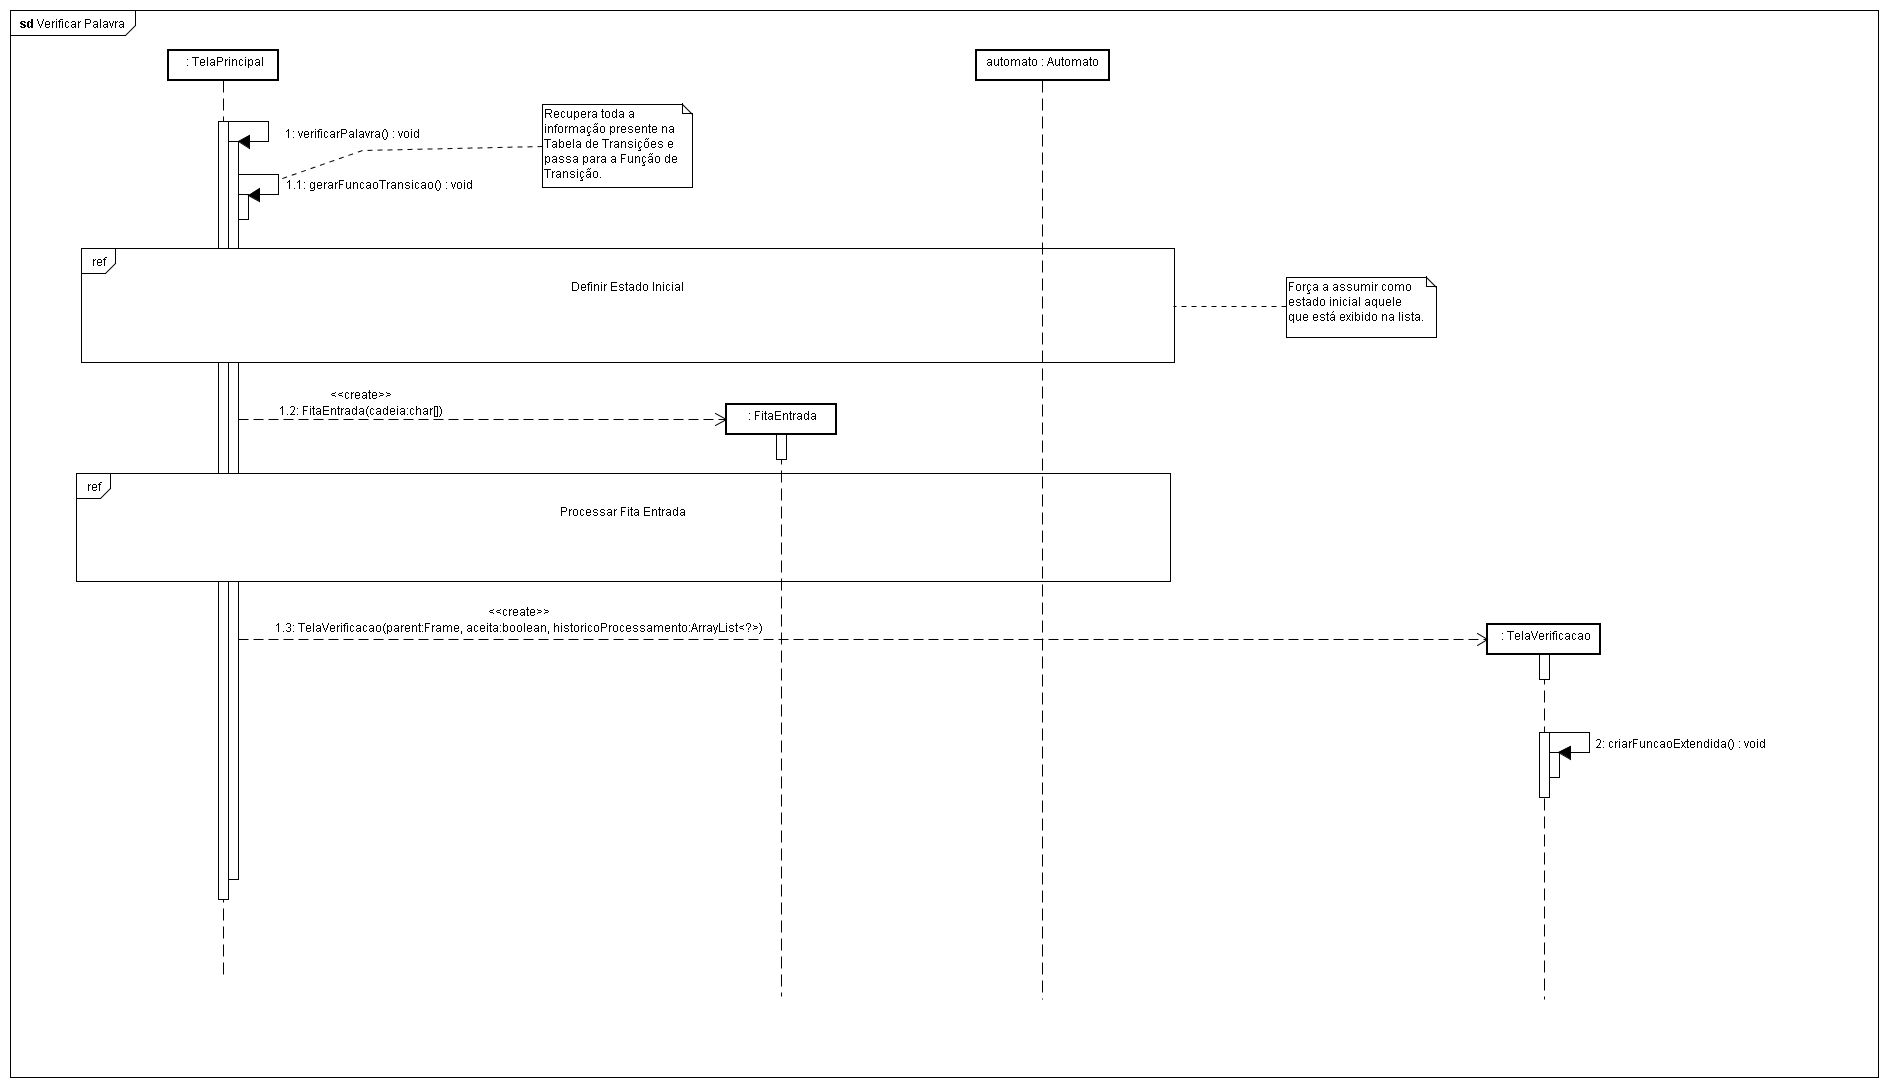 sd Verificar Palavra
: TelaPrincipal
automato : Automato
1: verificarPalavra() : void
Recupera toda a
informação presente na
Tabela de Transições e
passa para a Função de
Transição.
1.1: gerarFuncaoTransicao() : void
ref
Definir Estado Inicial
Força a assumir como
estado inicial aquele
que está exibido na lista.
<<create>>
1.2: FitaEntrada(cadeia:char[])
: FitaEntrada
ref
Processar Fita Entrada
<<create>>
1.3: TelaVerificacao(parent:Frame, aceita:boolean, historicoProcessamento:ArrayList<?>)
: TelaVerificacao
2: criarFuncaoExtendida() : void